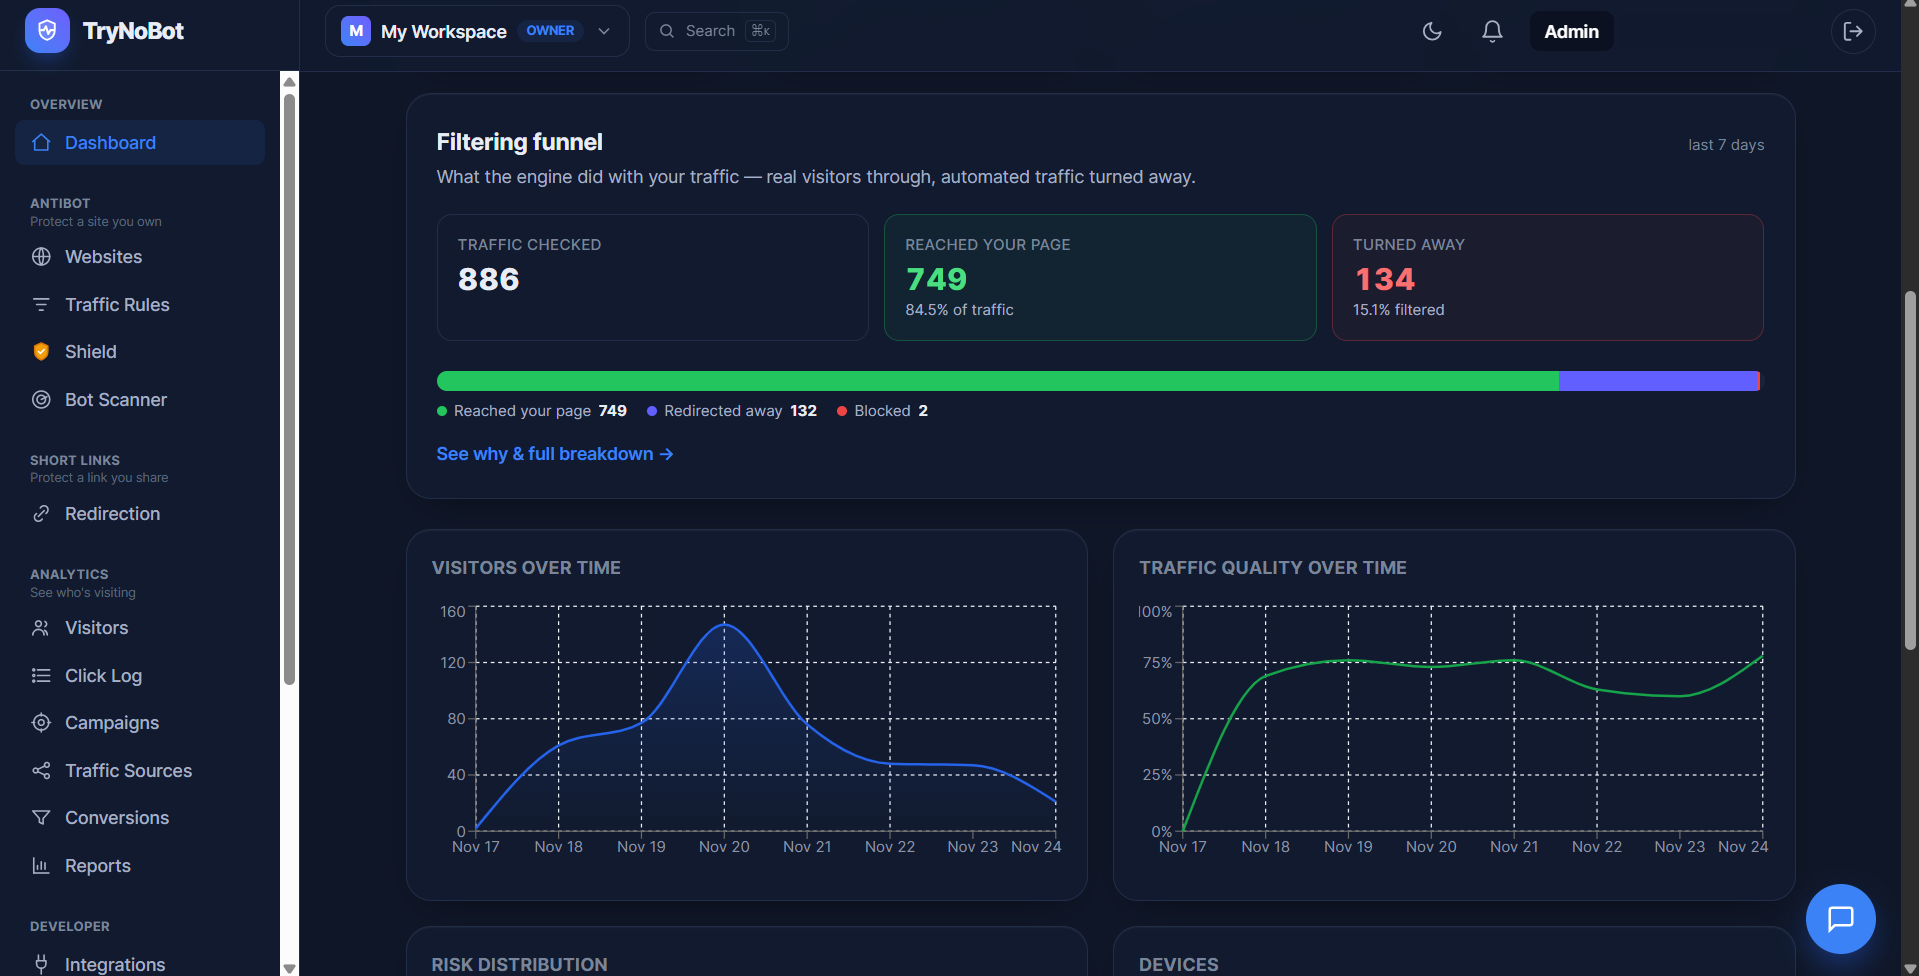 TryNoBot
M My Workspace OWNER
Search ⌘K
Admin
OVERVIEW
Dashboard
ANTIBOT
Protect a site you own
Websites
Traffic Rules
Shield
Bot Scanner
SHORT LINKS
Protect a link you share
Redirection
ANALYTICS
See who's visiting
Visitors
Click Log
Campaigns
Traffic Sources
Conversions
Reports
DEVELOPER
Integrations
Filtering funnel
last 7 days
What the engine did with your traffic — real visitors through, automated traffic turned away.
TRAFFIC CHECKED
886
REACHED YOUR PAGE
749
84.5% of traffic
TURNED AWAY
134
15.1% filtered
Reached your page 749 Redirected away 132 Blocked 2
See why & full breakdown →
VISITORS OVER TIME
160
120
80
40
0
Nov 17 Nov 18 Nov 19 Nov 20 Nov 21 Nov 22 Nov 23 Nov 24
TRAFFIC QUALITY OVER TIME
100%
75%
50%
25%
0%
Nov 17 Nov 18 Nov 19 Nov 20 Nov 21 Nov 22 Nov 23 Nov 24
RISK DISTRIBUTION
DEVICES